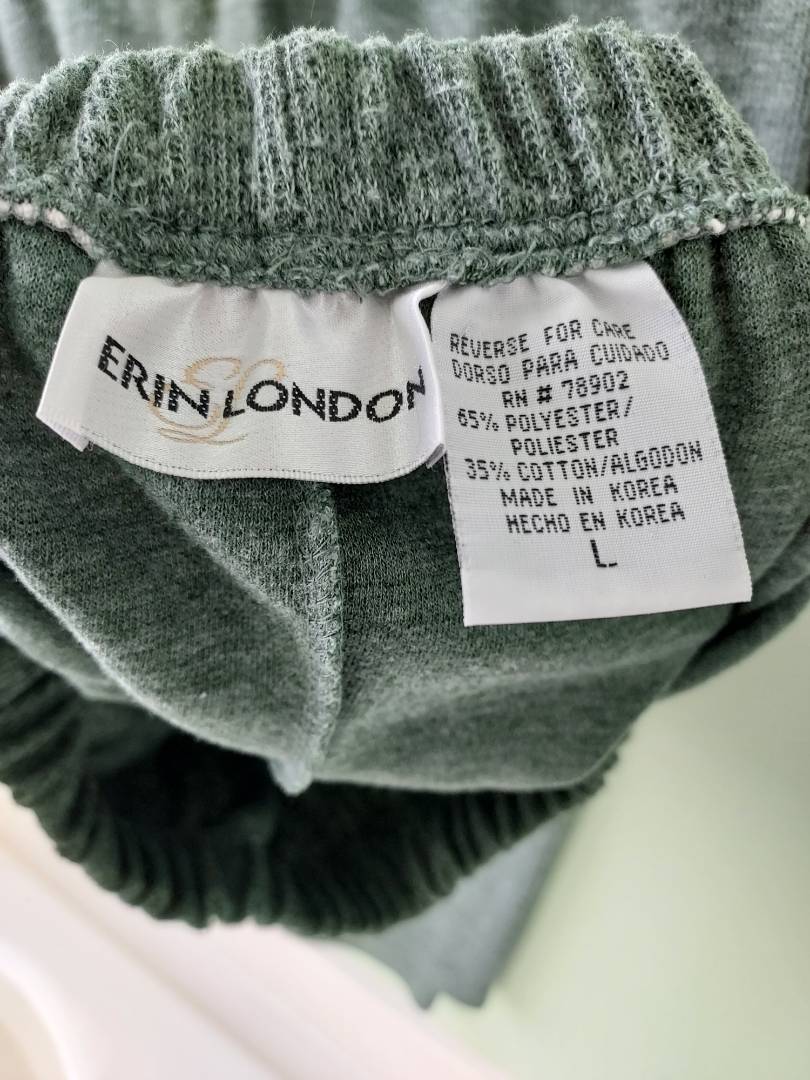 ERIN LONDON
REVERSE FOR CARE
DORSO PARA CUIDADO
RN # 78902
65% POLYESTER/
POLIESTER
35% COTTON/ALGODON
MADE IN KOREA
HECHO EN KOREA
L